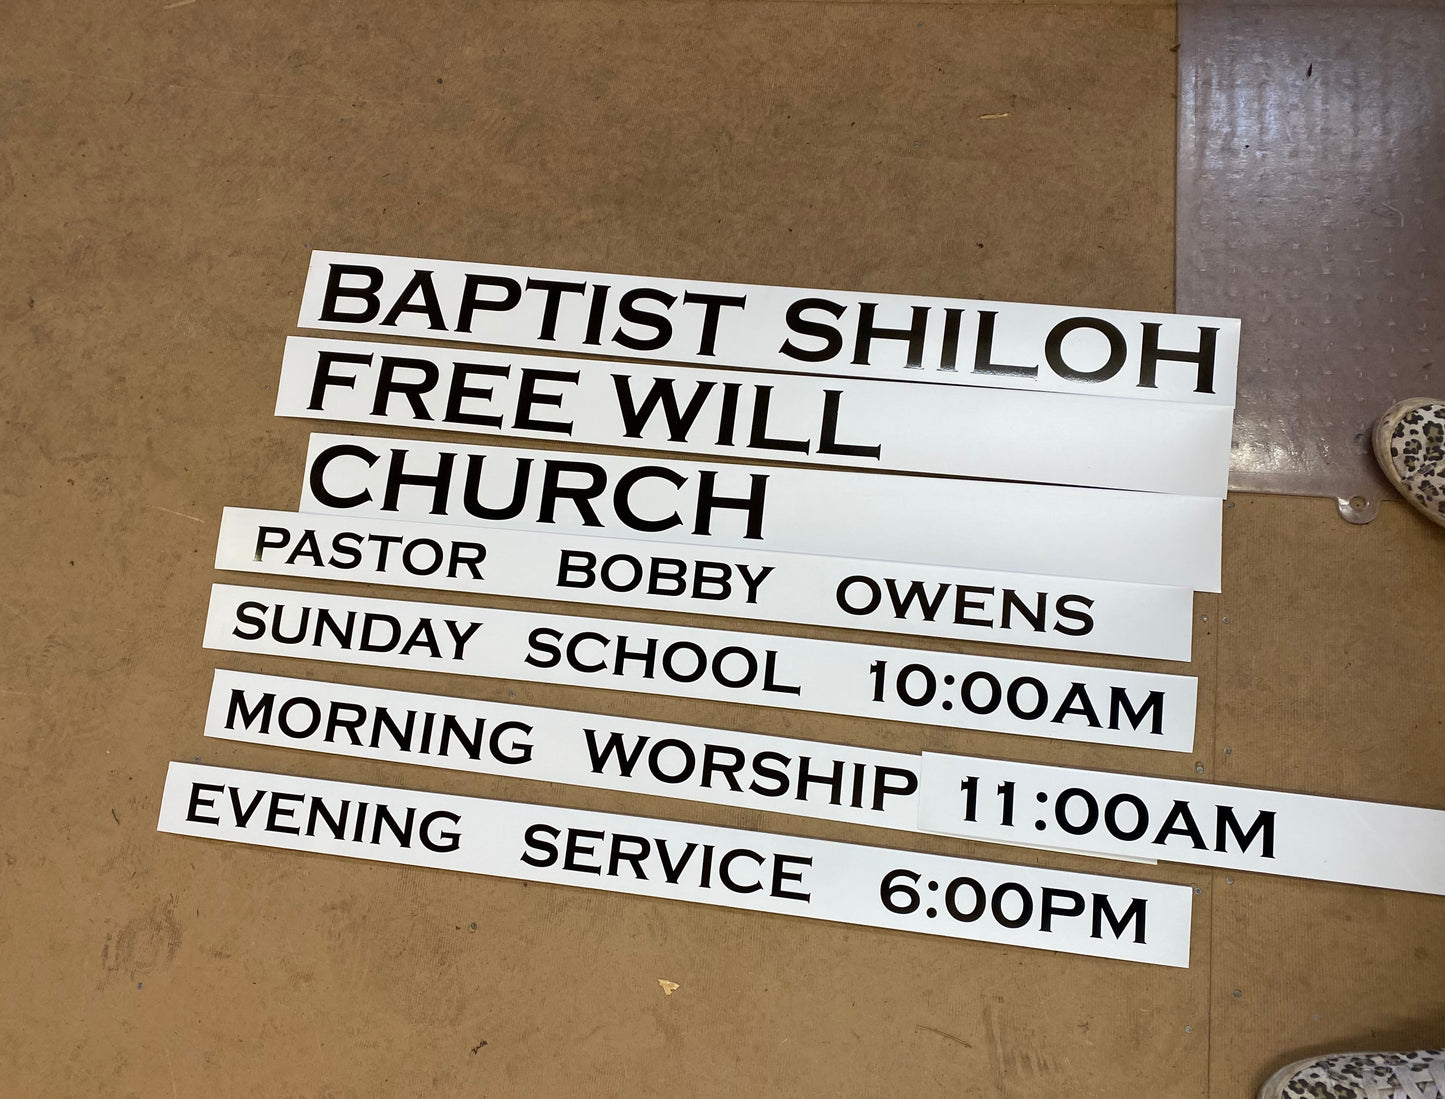 BAPTIST SHILOH
FREE WILL
CHURCH
PASTOR BOBBY OWENS
SUNDAY SCHOOL 10:00AM
MORNING WORSHIP 11:00AM
EVENING SERVICE 6:00PM